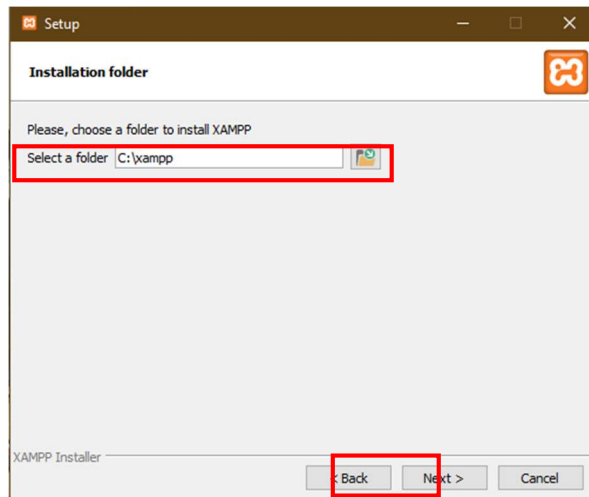 Setup
Installation folder
Please, choose a folder to install XAMPP
Select a folder C:\xampp
XAMPP Installer
< Back Next > Cancel